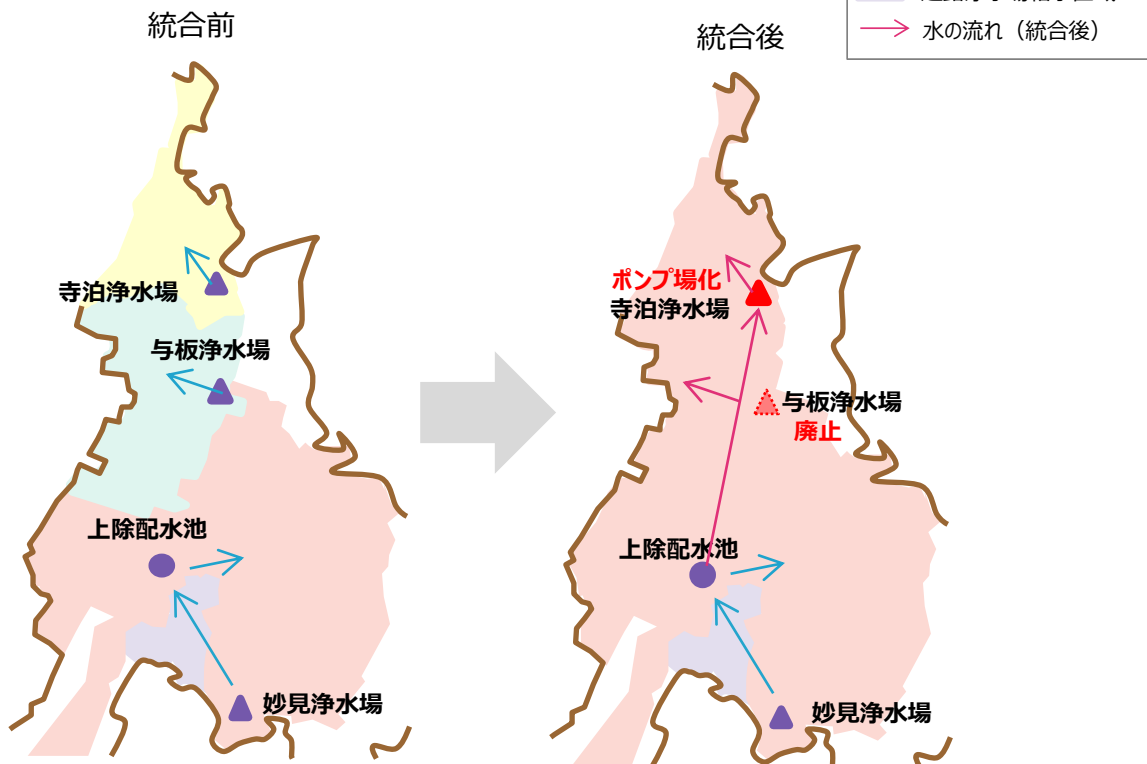 統合前
統合後
水の流れ（統合後）
寺泊浄水場
与板浄水場
上除配水池
妙見浄水場
ポンプ場化
寺泊浄水場
与板浄水場
廃止
上除配水池
妙見浄水場